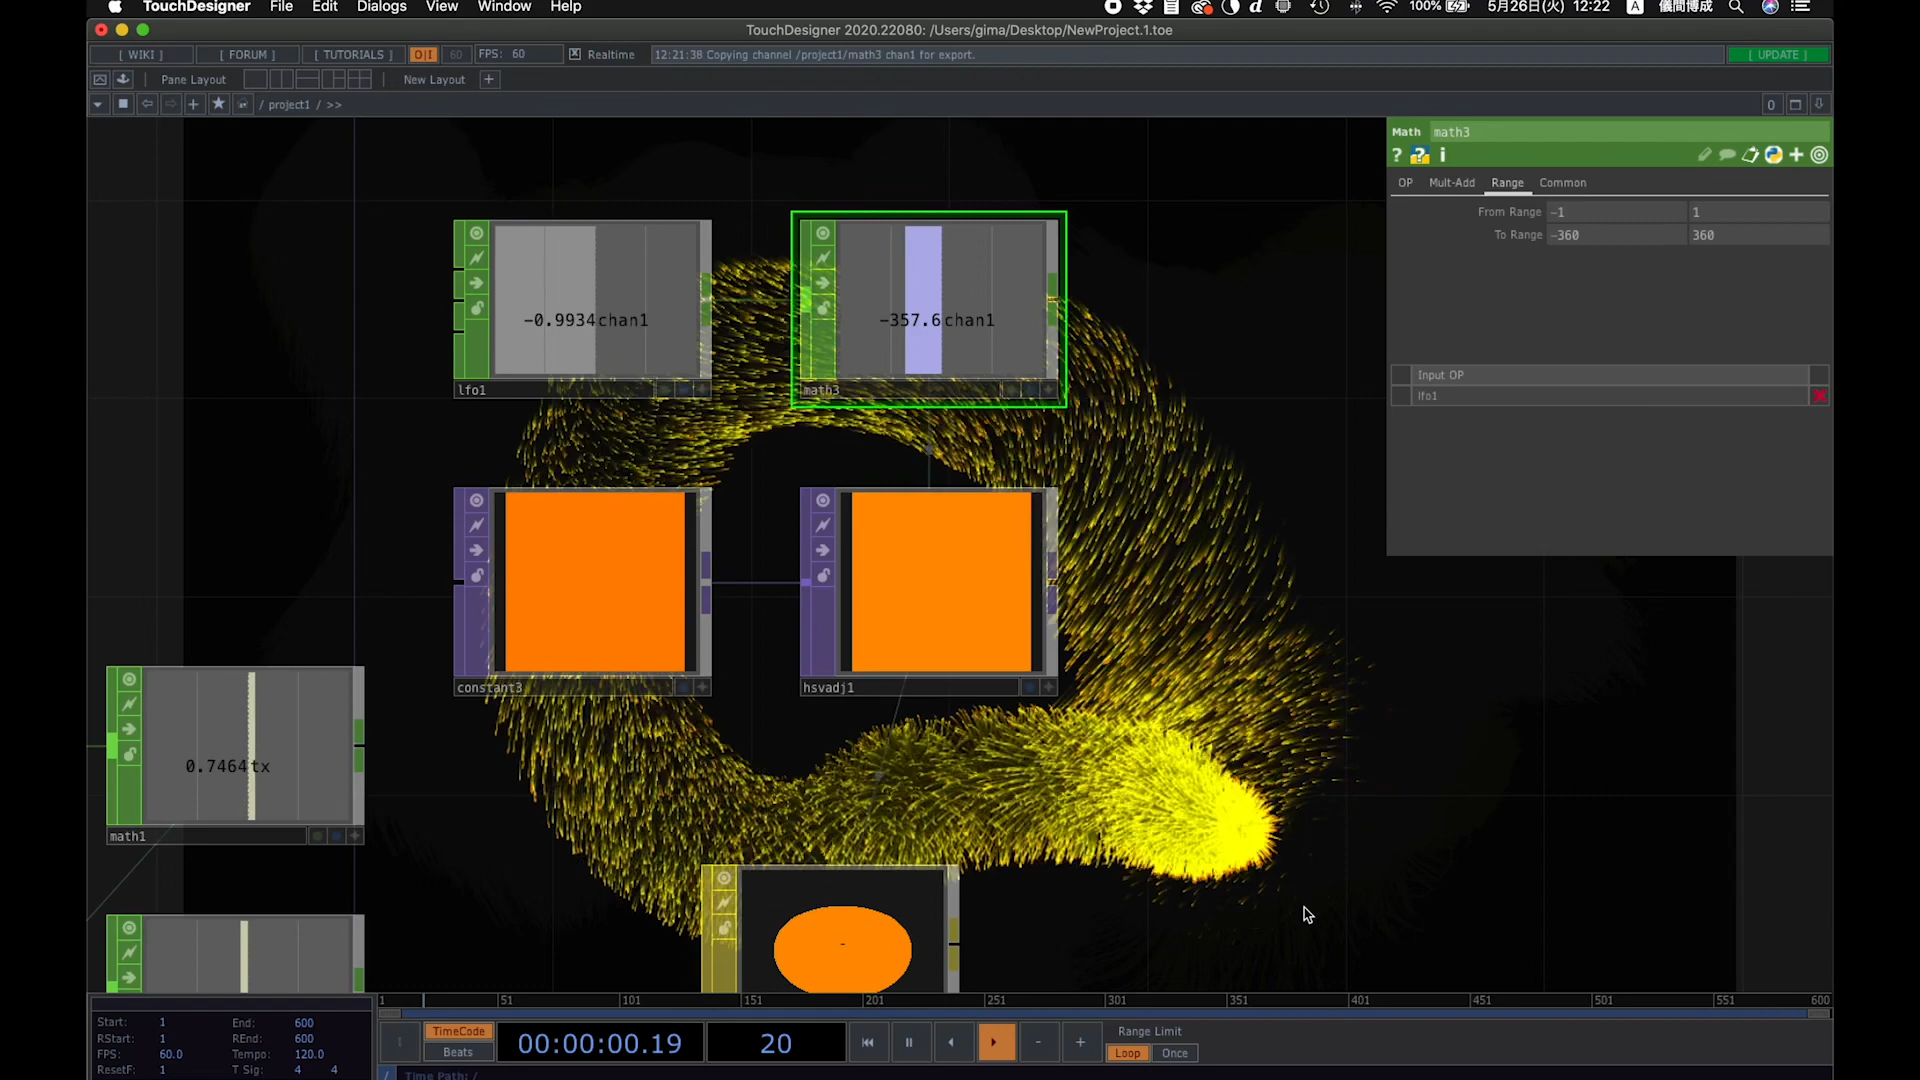 TouchDesigner File Edit Dialogs View Window Help 100% 5月26日(火) 12:22 A 儀間博成
TouchDesigner 2020.22080: /Users/gima/Desktop/NewProject.1.toe
[ WIKI ] [ FORUM ] [ TUTORIALS ] O|I 60 FPS: 60 Realtime 12:21:38 Copying channel /project1/math3 chan1 for export. [ UPDATE ]
Pane Layout New Layout +
/ project1 / >> 0
Math math3
? ? i
OP Mult-Add Range Common
From Range -1 1
To Range -360 360
Input OP
lfo1
-0.9934 chan1
lfo1
-357.6 chan1
math3
constant3
hsvadj1
0.7464 tx
math1
1 51 101 151 201 251 301 351 401 451 501 551 600
Start: 1 End: 600
RStart: 1 REnd: 600
FPS: 60.0 Tempo: 120.0
ResetF: 1 T Sig: 4 4
TimeCode
Beats
00:00:00.19
20
- +
Range Limit
Loop Once
/ Time Path: /